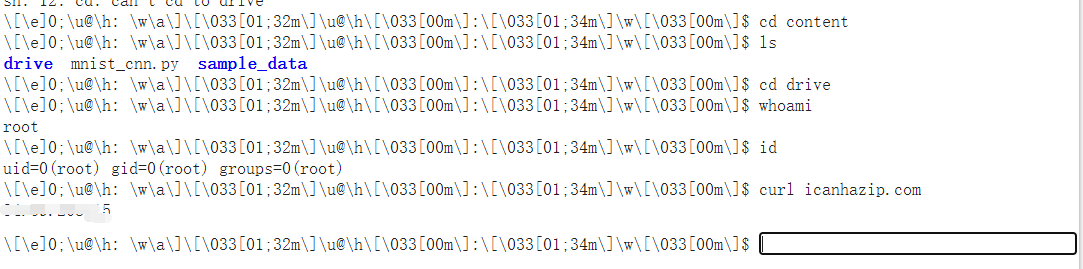 sh: 12: cd: can't cd to drive
\[\e]0;\u@\h: \w\a\]\[\033[01;32m\]\u@\h\[\033[00m\]:\[\033[01;34m\]\w\[\033[00m\]$ cd content
\[\e]0;\u@\h: \w\a\]\[\033[01;32m\]\u@\h\[\033[00m\]:\[\033[01;34m\]\w\[\033[00m\]$ ls
drive  mnist_cnn.py  sample_data
\[\e]0;\u@\h: \w\a\]\[\033[01;32m\]\u@\h\[\033[00m\]:\[\033[01;34m\]\w\[\033[00m\]$ cd drive
\[\e]0;\u@\h: \w\a\]\[\033[01;32m\]\u@\h\[\033[00m\]:\[\033[01;34m\]\w\[\033[00m\]$ whoami
root
\[\e]0;\u@\h: \w\a\]\[\033[01;32m\]\u@\h\[\033[00m\]:\[\033[01;34m\]\w\[\033[00m\]$ id
uid=0(root) gid=0(root) groups=0(root)
\[\e]0;\u@\h: \w\a\]\[\033[01;32m\]\u@\h\[\033[00m\]:\[\033[01;34m\]\w\[\033[00m\]$ curl icanhazip.com
\[\e]0;\u@\h: \w\a\]\[\033[01;32m\]\u@\h\[\033[00m\]:\[\033[01;34m\]\w\[\033[00m\]$